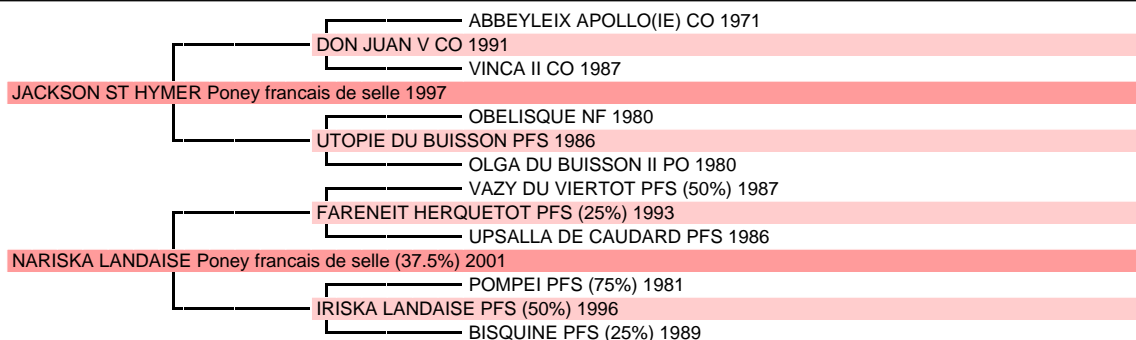 ABBEYLEIX APOLLO(IE) CO 1971
DON JUAN V CO 1991
VINCA II CO 1987
JACKSON ST HYMER Poney francais de selle 1997
OBELISQUE NF 1980
UTOPIE DU BUISSON PFS 1986
OLGA DU BUISSON II PO 1980
VAZY DU VIERTOT PFS (50%) 1987
FARENEIT HERQUETOT PFS (25%) 1993
UPSALLA DE CAUDARD PFS 1986
NARISKA LANDAISE Poney francais de selle (37.5%) 2001
POMPEI PFS (75%) 1981
IRISKA LANDAISE PFS (50%) 1996
BISQUINE PFS (25%) 1989